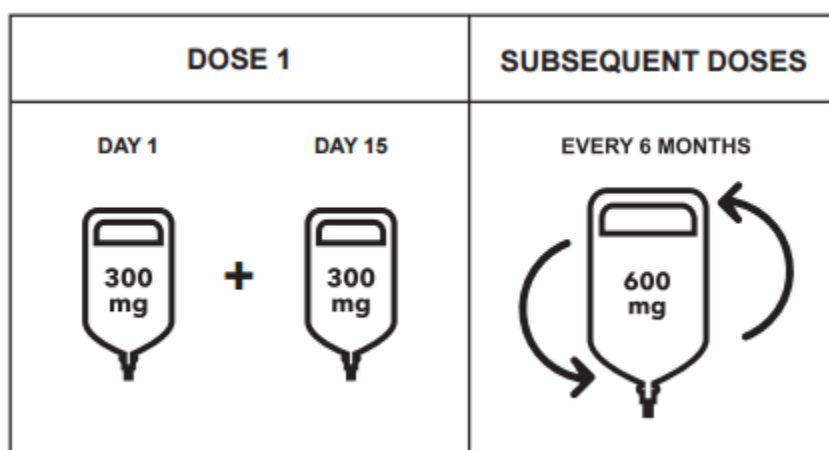 DOSE 1
SUBSEQUENT DOSES
DAY 1
DAY 15
EVERY 6 MONTHS
300
mg
+
300
mg
600
mg